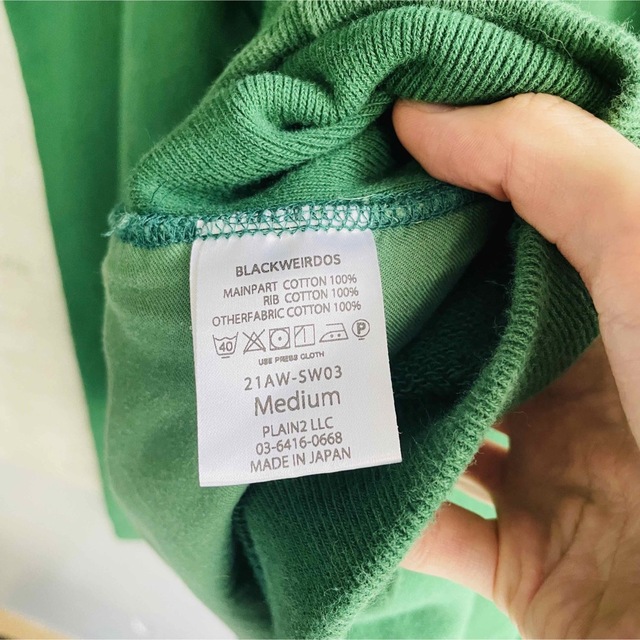 BLACKWEIRDOS
MAINPART COTTON 100%
RIB COTTON 100%
OTHERFABRIC COTTON 100%
40 P
USE PRESS CLOTH
21AW-SW03
Medium
PLAIN2 LLC
03-6416-0668
MADE IN JAPAN